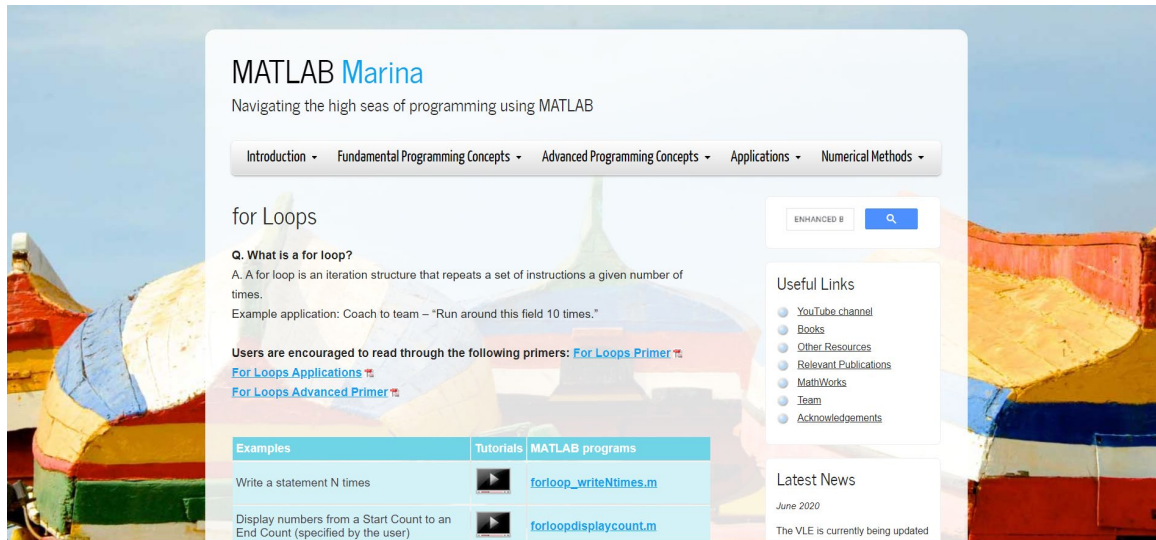 MATLAB Marina
Navigating the high seas of programming using MATLAB
Introduction
Fundamental Programming Concepts
Advanced Programming Concepts
Applications
Numerical Methods
for Loops
Q. What is a for loop?
A. A for loop is an iteration structure that repeats a set of instructions a given number of
times.
Example application: Coach to team – “Run around this field 10 times.”
Users are encouraged to read through the following primers: For Loops Primer
For Loops Applications
For Loops Advanced Primer
Examples Tutorials MATLAB programs
Write a statement N times forloop_writeNtimes.m
Display numbers from a Start Count to an
End Count (specified by the user) forloopdisplaycount.m
ENHANCED B
Useful Links
YouTube channel
Books
Other Resources
Relevant Publications
MathWorks
Team
Acknowledgements
Latest News
June 2020
The VLE is currently being updated